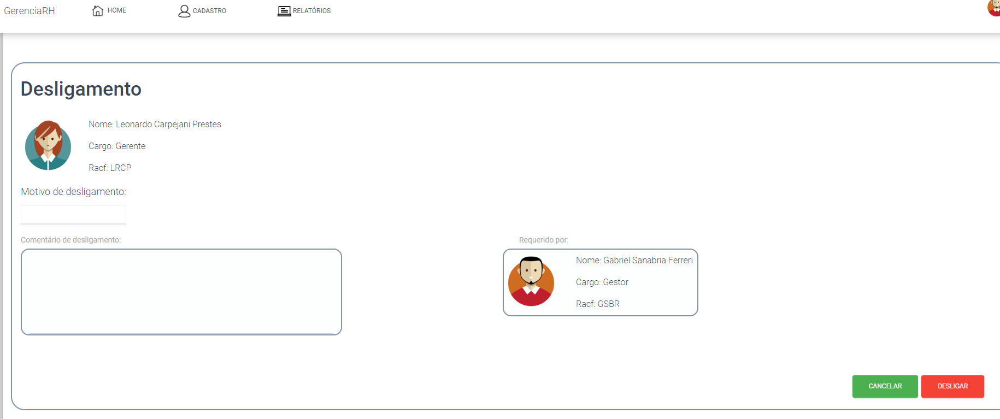 GerenciaRH HOME CADASTRO RELATÓRIOS
Desligamento
Nome: Leonardo Carpejani Prestes
Cargo: Gerente
Racf: LRCP
Motivo de desligamento:
Comentário de desligamento:
Requerido por:
Nome: Gabriel Sanabria Ferreri
Cargo: Gestor
Racf: GSBR
CANCELAR DESLIGAR